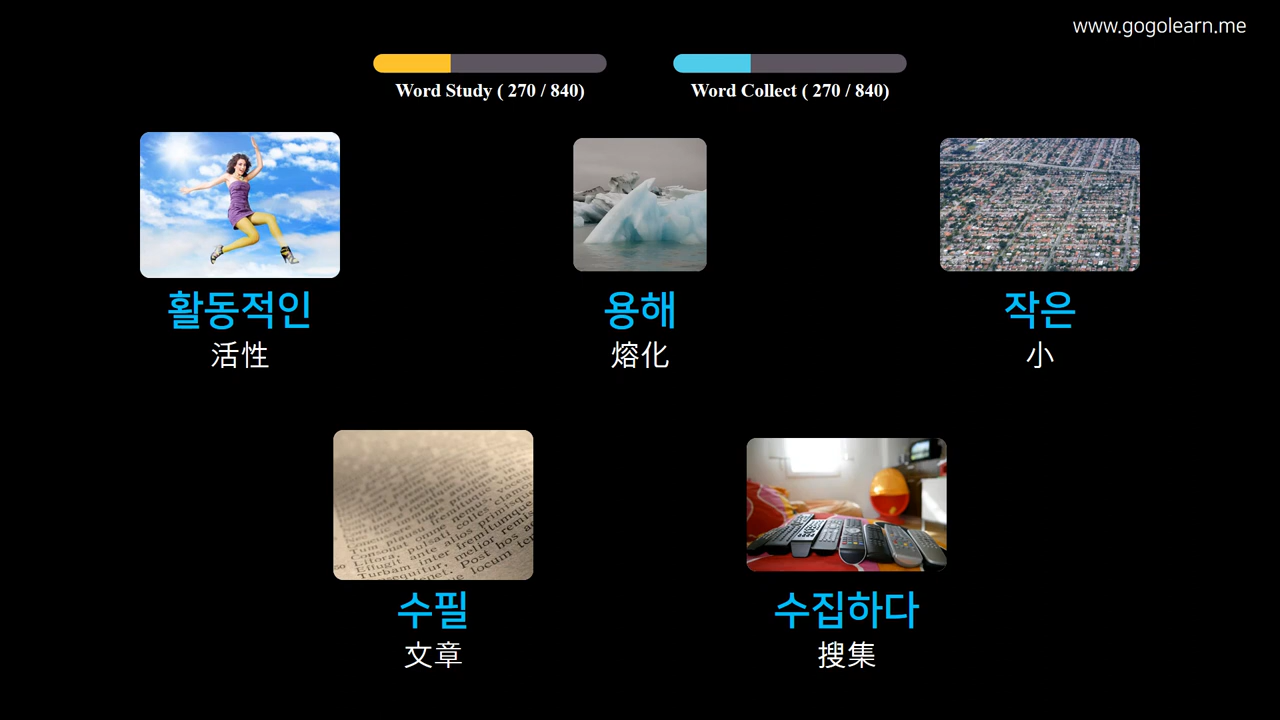 www.gogolearn.me
Word Study ( 270 / 840)
Word Collect ( 270 / 840)
활동적인
活性
용해
熔化
작은
小
수필
文章
수집하다
搜集